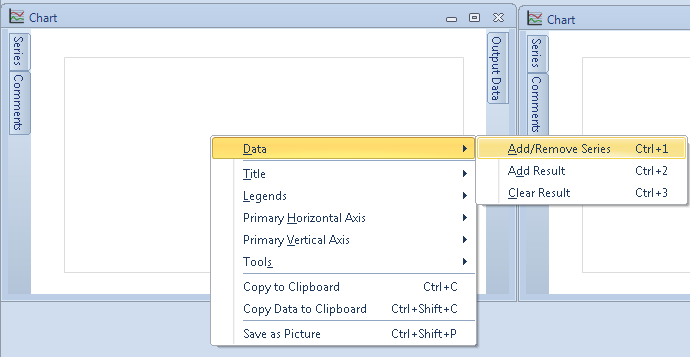 Chart
Chart
Series
Comments
Output Data
Series
Comments
Data
Add/Remove Series Ctrl+1
Add Result Ctrl+2
Clear Result Ctrl+3
Title
Legends
Primary Horizontal Axis
Primary Vertical Axis
Tools
Copy to Clipboard Ctrl+C
Copy Data to Clipboard Ctrl+Shift+C
Save as Picture Ctrl+Shift+P